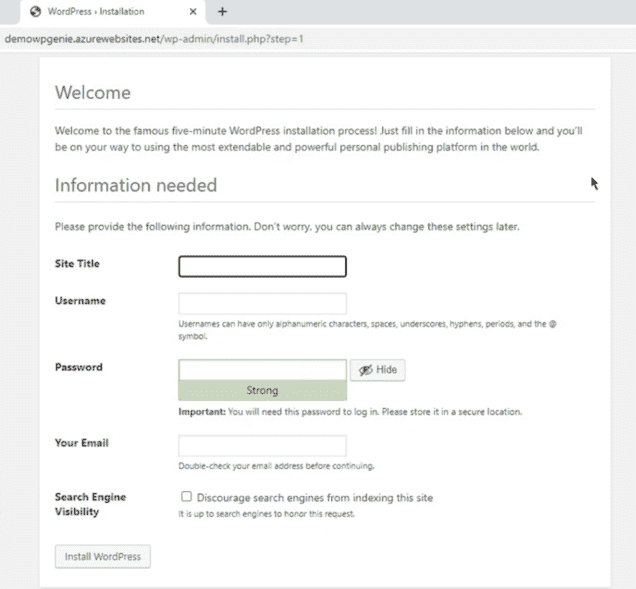 WordPress › Installation
demowpgenie.azurewebsites.net/wp-admin/install.php?step=1
Welcome
Welcome to the famous five-minute WordPress installation process! Just fill in the information below and you'll
be on your way to using the most extendable and powerful personal publishing platform in the world.
Information needed
Please provide the following information. Don't worry, you can always change these settings later.
Site Title
Username
Usernames can have only alphanumeric characters, spaces, underscores, hyphens, periods, and the @
symbol.
Password
Hide
Strong
Important: You will need this password to log in. Please store it in a secure location.
Your Email
Double-check your email address before continuing.
Search Engine
Visibility
Discourage search engines from indexing this site
It is up to search engines to honor this request.
Install WordPress